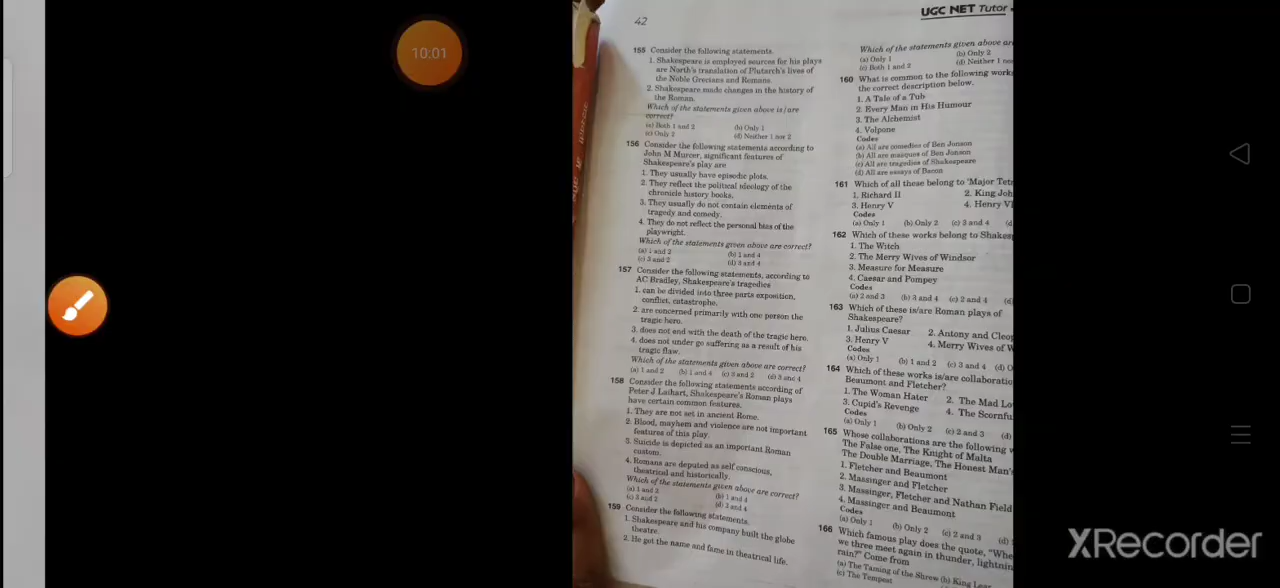 10:01
42
UGC NET Tutor
155 Consider the following statements.
1. Shakespeare is employed sources for his plays
are North's translation of Plutarch's lives of
the Noble Grecians and Romans.
2. Shakespeare made changes in the history of
the Roman.
Which of the statements given above is/are
correct?
(a) Both 1 and 2 (b) Only 1
(c) Only 2 (d) Neither 1 nor 2
156 Consider the following statements according to
John M Murcer, significant features of
Shakespeare's play are
1. They usually have episodic plots.
2. They reflect the political ideology of the
chronicle history books.
3. They usually do not contain elements of
tragedy and comedy.
4. They do not reflect the personal bias of the
playwright.
Which of the statements given above are correct?
(a) 1 and 2 (b) 1 and 4
(c) 3 and 2 (d) 3 and 4
157 Consider the following statements, according to
AC Bradley, Shakespeare's tragedies
1. can be divided into three parts exposition,
conflict, catastrophe.
2. are concerned primarily with one person the
tragic hero.
3. does not end with the death of the tragic hero.
4. does not under go suffering as a result of his
tragic flaw.
Which of the statements given above are correct?
(a) 1 and 2 (b) 1 and 4 (c) 3 and 2 (d) 3 and 4
158 Consider the following statements according of
Peter J Laihart, Shakespeare's Roman plays
have certain common features.
1. They are not set in ancient Rome.
2. Blood, mayhem and violence are not important
features of this play.
3. Suicide is depicted as an important Roman
custom.
4. Romans are deputed as self conscious,
theatrical and historically.
Which of the statements given above are correct?
(a) 1 and 2 (b) 1 and 4
(c) 3 and 2 (d) 3 and 4
159 Consider the following statements.
1. Shakespeare and his company built the globe
theatre.
2. He got the name and fame in theatrical life.
Which of the statements given above are
(a) Only 1 (b) Only 2
(c) Both 1 and 2 (d) Neither 1 no
160 What is common to the following work
the correct description below.
1. A Tale of a Tub
2. Every Man in His Humour
3. The Alchemist
4. Volpone
Codes
(a) All are comedies of Ben Jonson
(b) All are masques of Ben Jonson
(c) All are tragedies of Shakespeare
(d) All are essays of Bacon
161 Which of all these belong to 'Major Tet
1. Richard II 2. King Joh
3. Henry V 4. Henry VI
Codes
(a) Only 1 (b) Only 2 (c) 3 and 4 (d
162 Which of these works belong to Shakes
1. The Witch
2. The Merry Wives of Windsor
3. Measure for Measure
4. Caesar and Pompey
Codes
(a) 2 and 3 (b) 3 and 4 (c) 2 and 4 (d
163 Which of these is/are Roman plays of
Shakespeare?
1. Julius Caesar 2. Antony and Cleo
3. Henry V 4. Merry Wives of W
Codes
(a) Only 1 (b) 1 and 2 (c) 3 and 4 (d) O
164 Which of these works is/are collaboratio
Beaumont and Fletcher?
1. The Woman Hater 2. The Mad Lo
3. Cupid's Revenge 4. The Scornfu
Codes
(a) Only 1 (b) Only 2 (c) 2 and 3 (d)
165 Whose collaborations are the following w
The False one, The Knight of Malta
The Double Marriage, The Honest Man's
1. Fletcher and Beaumont
2. Massinger and Fletcher
3. Massinger, Fletcher and Nathan Field
4. Massinger and Beaumont
Codes
(a) Only 1 (b) Only 2 (c) 2 and 3 (d)
166 Which famous play does the quote, "Whe
we three meet again in thunder, lightnin
rain?" Come from
(a) The Taming of the Shrew (b) King Lear
(c) The Tempest
XRecorder